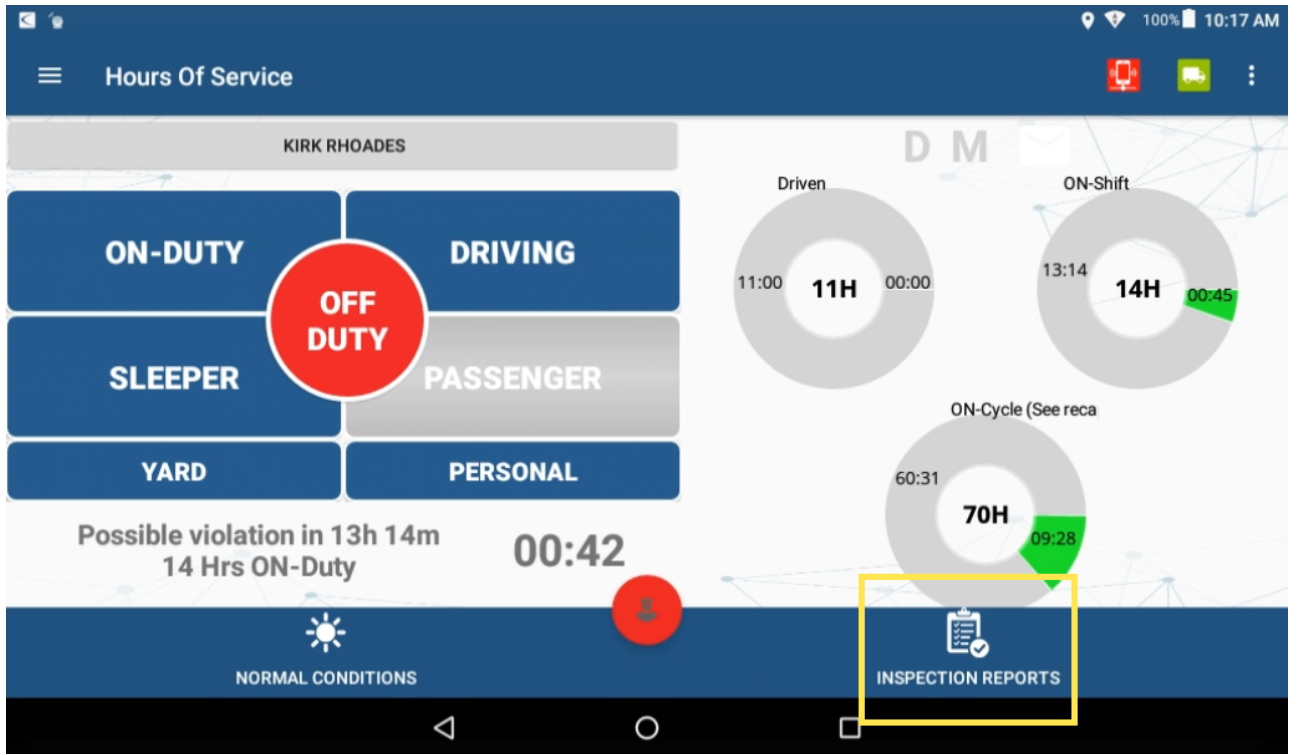 100% 10:17 AM
Hours Of Service
KIRK RHOADES
D M
ON-DUTY
DRIVING
OFF
DUTY
SLEEPER
PASSENGER
YARD
PERSONAL
Possible violation in 13h 14m
14 Hrs ON-Duty
00:42
Driven
11:00
11H
00:00
ON-Shift
13:14
14H
00:45
ON-Cycle (See reca
60:31
70H
09:28
NORMAL CONDITIONS
INSPECTION REPORTS